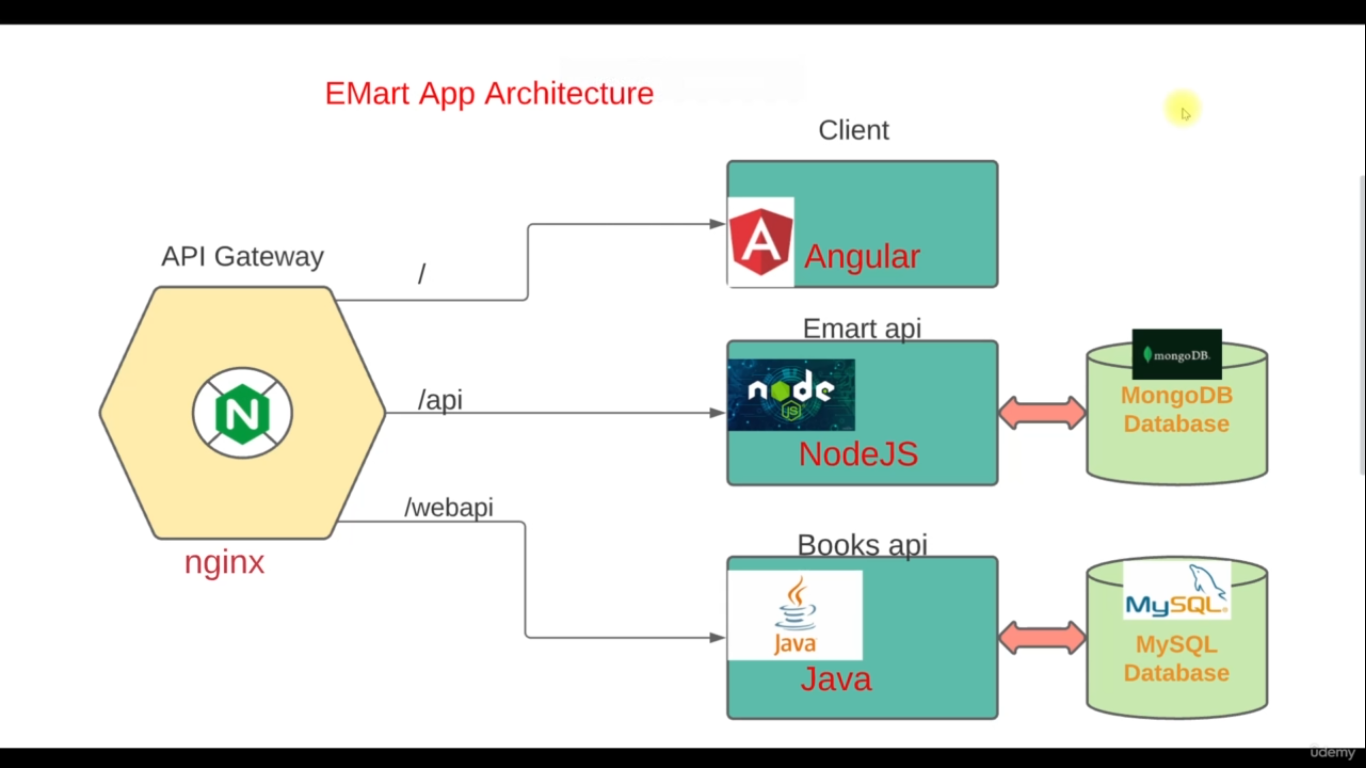 EMart App Architecture
Client
Angular
API Gateway
/
Emart api
node
JS
NodeJS
mongoDB.
MongoDB
Database
/api
/webapi
N
nginx
Books api
Java
Java
MySQL
MySQL
Database
udemy